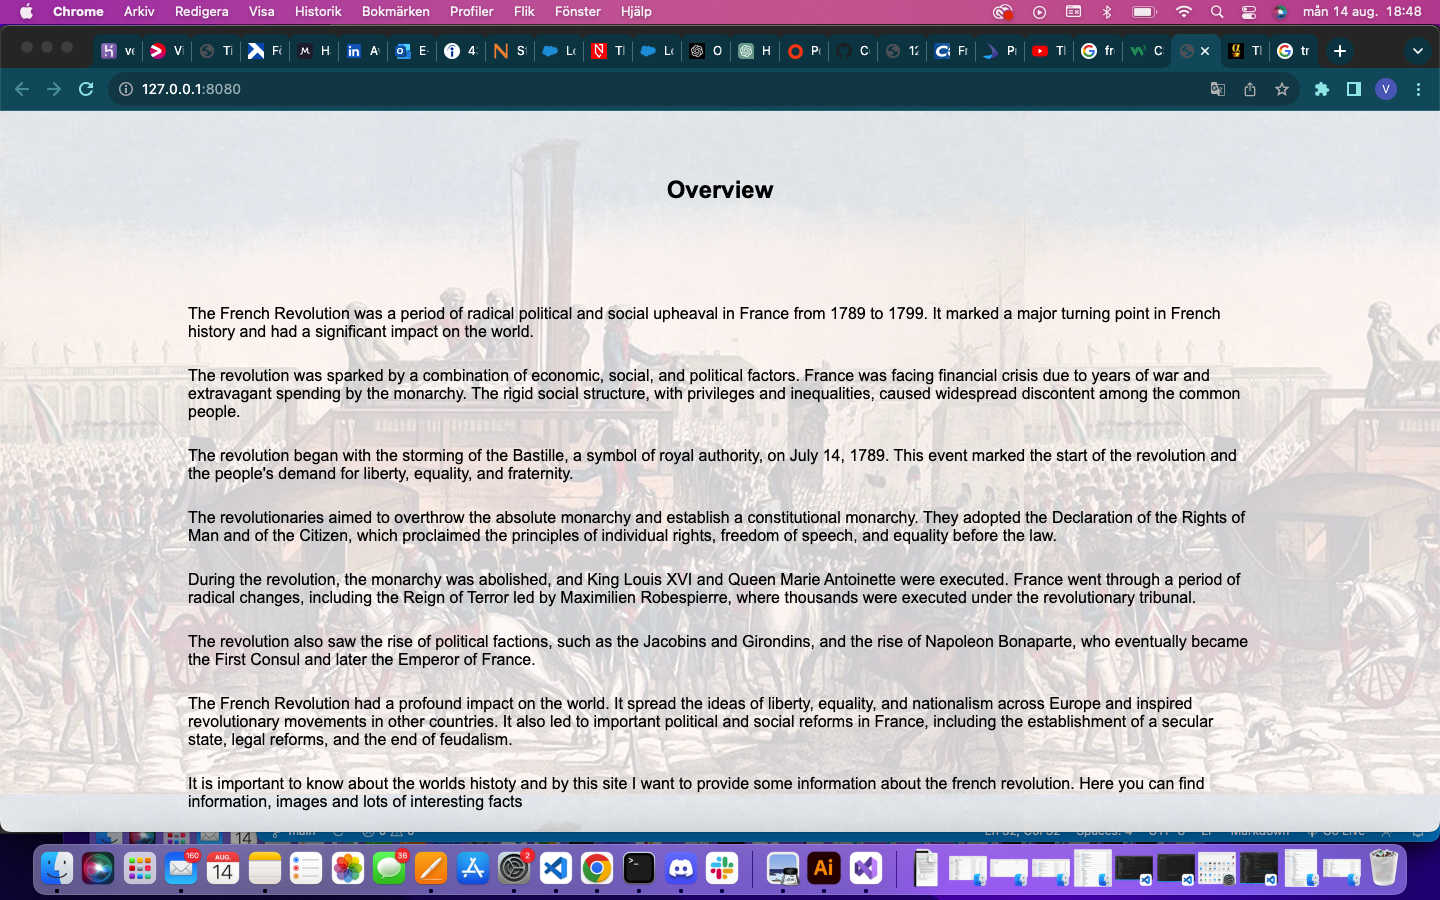 Chrome Arkiv Redigera Visa Historik Bokmärken Profiler Flik Fönster Hjälp mån 14 aug. 18:48
ve Vi Ti Fö H A E- 4: St Lo Tl Lo O H Po C 12 Fr Pr Tl fr C Tl tr
127.0.0.1:8080 V
Overview
The French Revolution was a period of radical political and social upheaval in France from 1789 to 1799. It marked a major turning point in French
history and had a significant impact on the world.
The revolution was sparked by a combination of economic, social, and political factors. France was facing financial crisis due to years of war and
extravagant spending by the monarchy. The rigid social structure, with privileges and inequalities, caused widespread discontent among the common
people.
The revolution began with the storming of the Bastille, a symbol of royal authority, on July 14, 1789. This event marked the start of the revolution and
the people's demand for liberty, equality, and fraternity.
The revolutionaries aimed to overthrow the absolute monarchy and establish a constitutional monarchy. They adopted the Declaration of the Rights of
Man and of the Citizen, which proclaimed the principles of individual rights, freedom of speech, and equality before the law.
During the revolution, the monarchy was abolished, and King Louis XVI and Queen Marie Antoinette were executed. France went through a period of
radical changes, including the Reign of Terror led by Maximilien Robespierre, where thousands were executed under the revolutionary tribunal.
The revolution also saw the rise of political factions, such as the Jacobins and Girondins, and the rise of Napoleon Bonaparte, who eventually became
the First Consul and later the Emperor of France.
The French Revolution had a profound impact on the world. It spread the ideas of liberty, equality, and nationalism across Europe and inspired
revolutionary movements in other countries. It also led to important political and social reforms in France, including the establishment of a secular
state, legal reforms, and the end of feudalism.
It is important to know about the worlds histoty and by this site I want to provide some information about the french revolution. Here you can find
information, images and lots of interesting facts
160 AUG. 14 36 2 Ai